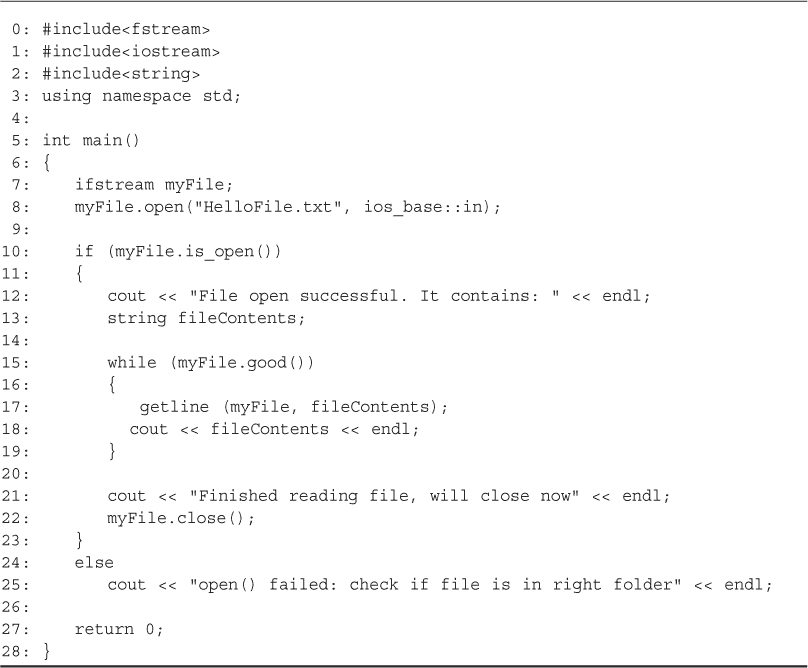 0: #include<fstream>
1: #include<iostream>
2: #include<string>
3: using namespace std;
4:
5: int main()
6: {
7:    ifstream myFile;
8:    myFile.open("HelloFile.txt", ios_base::in);
9:
10:    if (myFile.is_open())
11:    {
12:       cout << "File open successful. It contains: " << endl;
13:       string fileContents;
14:
15:       while (myFile.good())
16:       {
17:          getline (myFile, fileContents);
18:         cout << fileContents << endl;
19:       }
20:
21:       cout << "Finished reading file, will close now" << endl;
22:       myFile.close();
23:    }
24:    else
25:       cout << "open() failed: check if file is in right folder" << endl;
26:
27:    return 0;
28: }